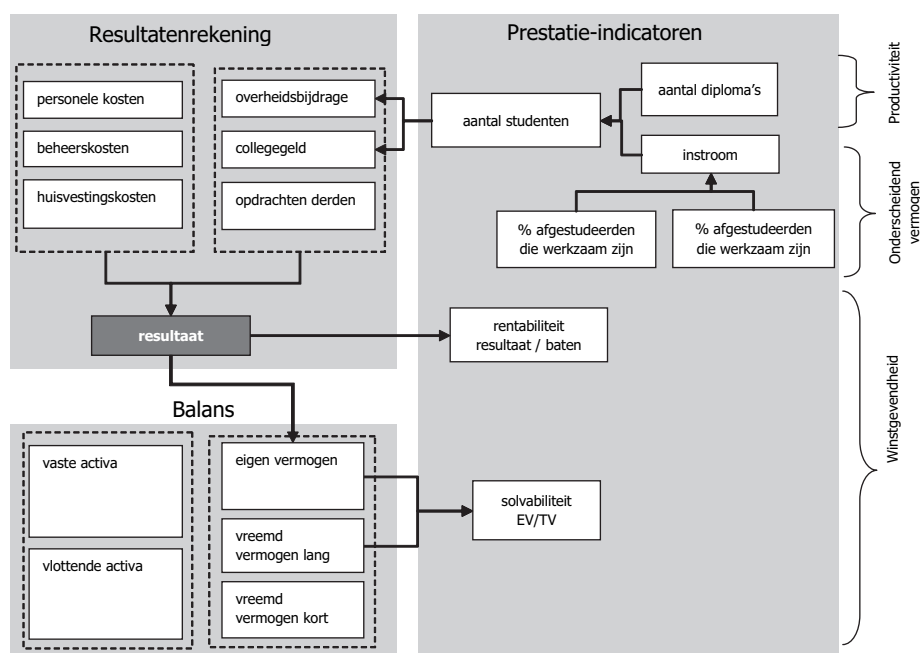 Resultatenrekening
personele kosten
beheerskosten
huisvestingskosten
overheidsbijdrage
collegegeld
opdrachten derden
resultaat
Prestatie-indicatoren
aantal studenten
aantal diploma's
instroom
% afgestudeerden
die werkzaam zijn
% afgestudeerden
die werkzaam zijn
rentabiliteit
resultaat / baten
Balans
vaste activa
vlottende activa
eigen vermogen
vreemd
vermogen lang
vreemd
vermogen kort
solvabiliteit
EV/TV
Productiviteit
Onderscheidend
vermogen
Winstgevendheid